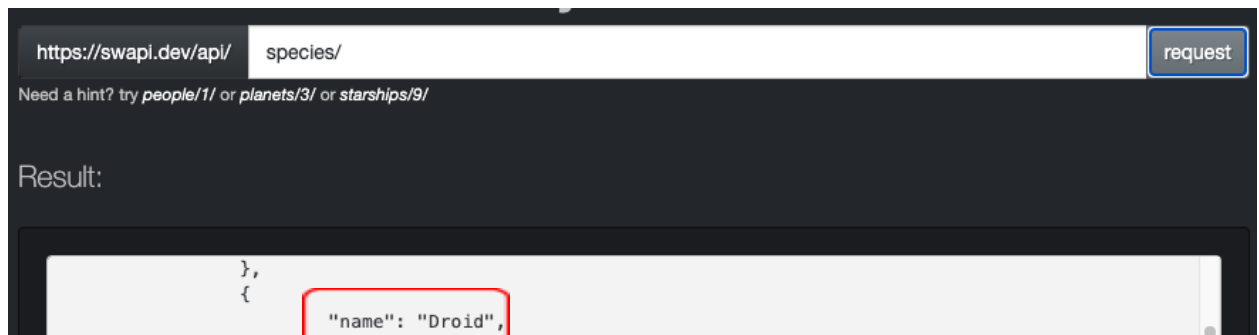 https://swapi.dev/api/ species/ request
Need a hint? try people/1/ or planets/3/ or starships/9/
Result:
},
{
"name": "Droid",